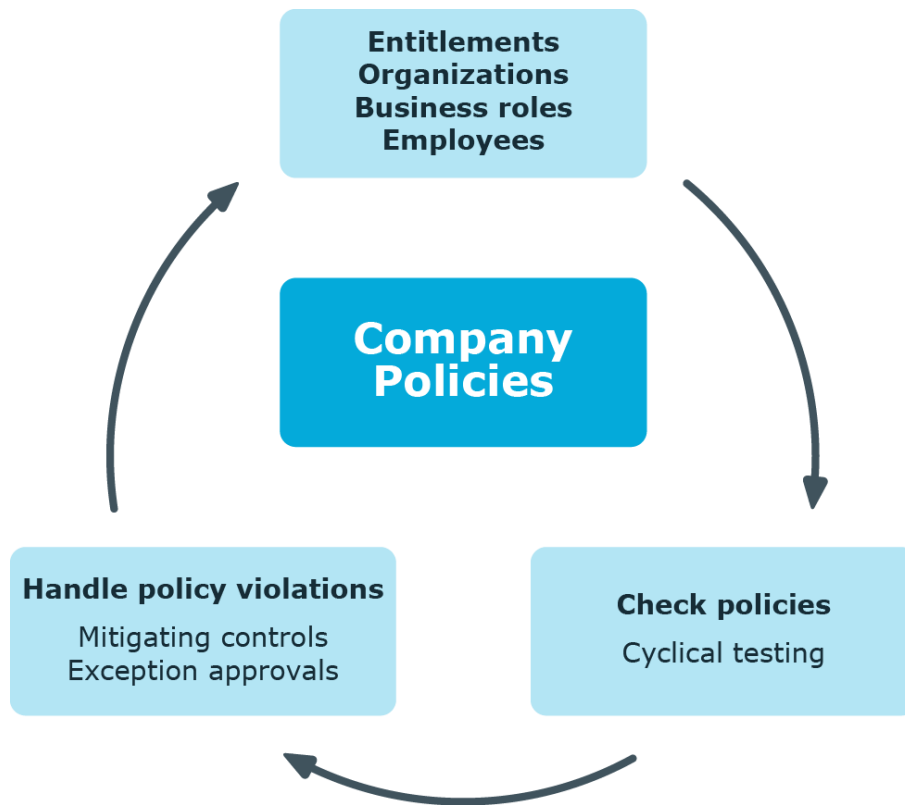 Entitlements
Organizations
Business roles
Employees
Company
Policies
Handle policy violations
Mitigating controls
Exception approvals
Check policies
Cyclical testing